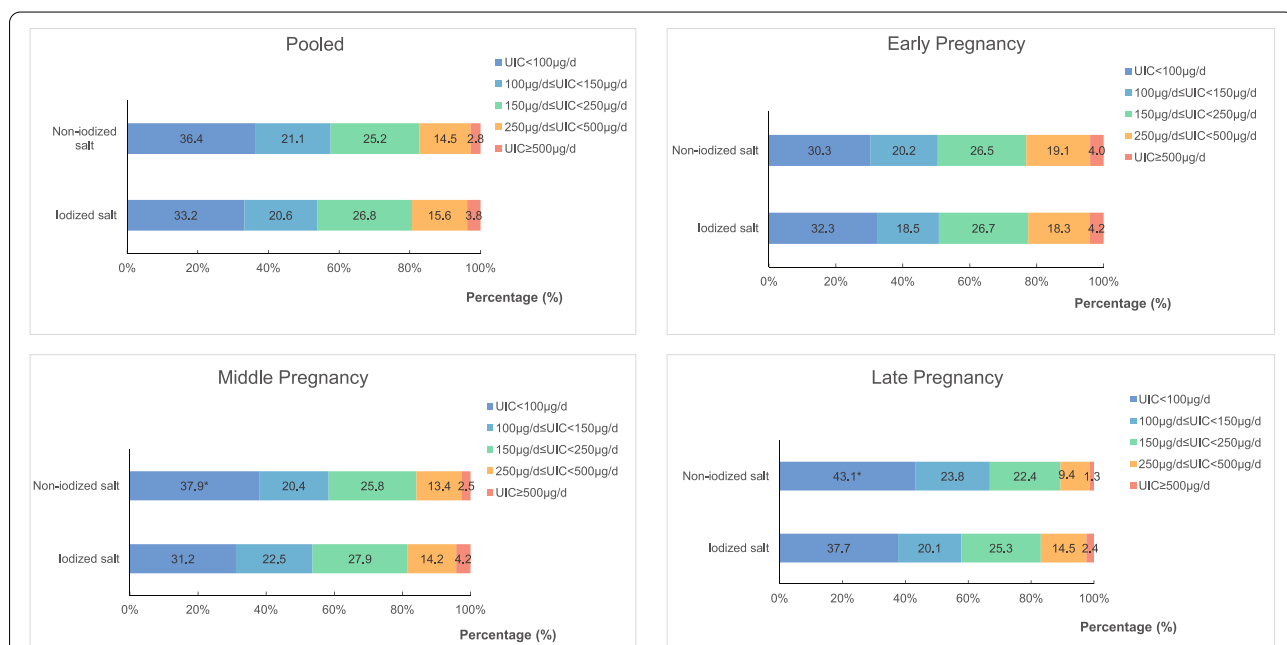 Pooled
UIC<100μg/d
100μg/d≤UIC<150μg/d
150μg/d≤UIC<250μg/d
250μg/d≤UIC<500μg/d
UIC≥500μg/d
Non-iodized
salt
36.4 21.1 25.2 14.5 2.8
Iodized salt
33.2 20.6 26.8 15.6 3.8
0% 20% 40% 60% 80% 100%
Percentage (%)
Early Pregnancy
UIC<100μg/d
100μg/d≤UIC<150μg/d
150μg/d≤UIC<250μg/d
250μg/d≤UIC<500μg/d
UIC≥500μg/d
Non-iodized salt
30.3 20.2 26.5 19.1 4.0
Iodized salt
32.3 18.5 26.7 18.3 4.2
0% 20% 40% 60% 80% 100%
Percentage (%)
Middle Pregnancy
UIC<100μg/d
100μg/d≤UIC<150μg/d
150μg/d≤UIC<250μg/d
250μg/d≤UIC<500μg/d
UIC≥500μg/d
Non-iodized salt
37.9* 20.4 25.8 13.4 2.5
Iodized salt
31.2 22.5 27.9 14.2 4.2
0% 20% 40% 60% 80% 100%
Percentage (%)
Late Pregnancy
UIC<100μg/d
100μg/d≤UIC<150μg/d
150μg/d≤UIC<250μg/d
250μg/d≤UIC<500μg/d
UIC≥500μg/d
Non-iodized salt
43.1* 23.8 22.4 9.4 1.3
Iodized salt
37.7 20.1 25.3 14.5 2.4
0% 20% 40% 60% 80% 100%
Percentage (%)